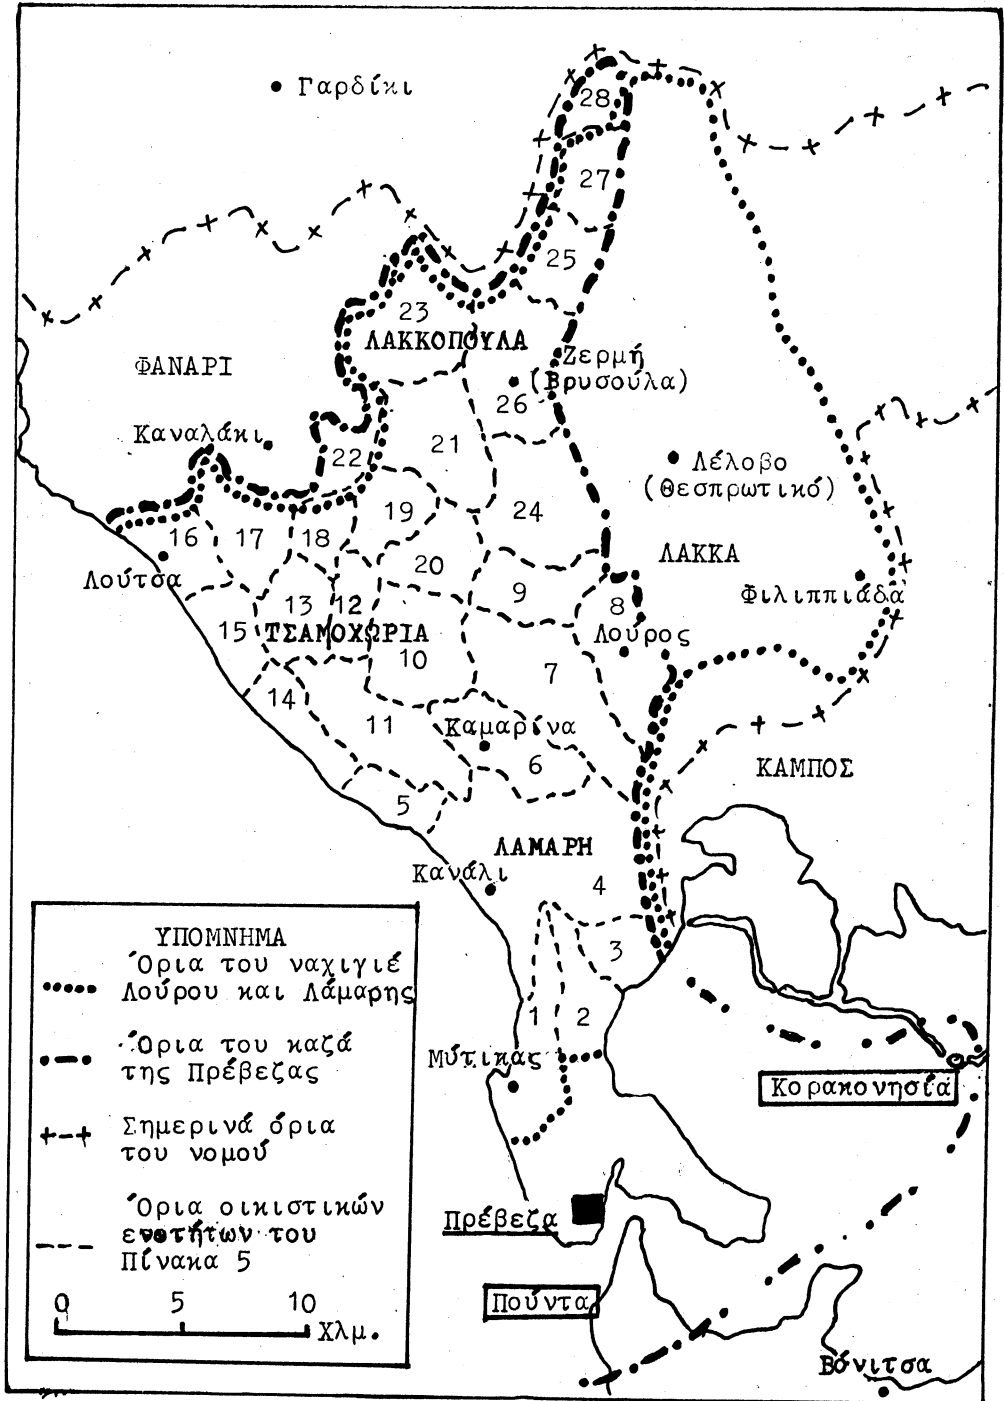 Γαρδίκι
28
27
25
23
ΛΑΚΚΟΠΟΥΛΑ
Ζερμή
(Βρυσούλα)
26
ΦΑΝΑΡΙ
Καναλάκι
22
21
Λέλοβο
(Θεσπρωτικό)
19
24
16
17
18
20
ΛΑΚΚΑ
Λούτσα
13
12
9
8
Φιλιππιάδα
15
ΤΣΑΜΟΧΩΡΙΑ
Λούρος
10
7
14
11
Καμαρίνα
6
ΚΑΜΠΟΣ
5
ΛΑΜΑΡΗ
Κανάλι
4
3
1
2
Μύτικας
Κορακονησία
Πρέβεζα
Πούντα
Βόνιτσα
ΥΠΟΜΝΗΜΑ
Όρια του ναχιγιέ
Λούρου και Λάμαρης
Όρια του καζά
της Πρέβεζας
Σημερινά όρια
του νομού
Όρια οικιστικών
ενοτήτων του
Πίνακα 5
0 5 10
Χλμ.